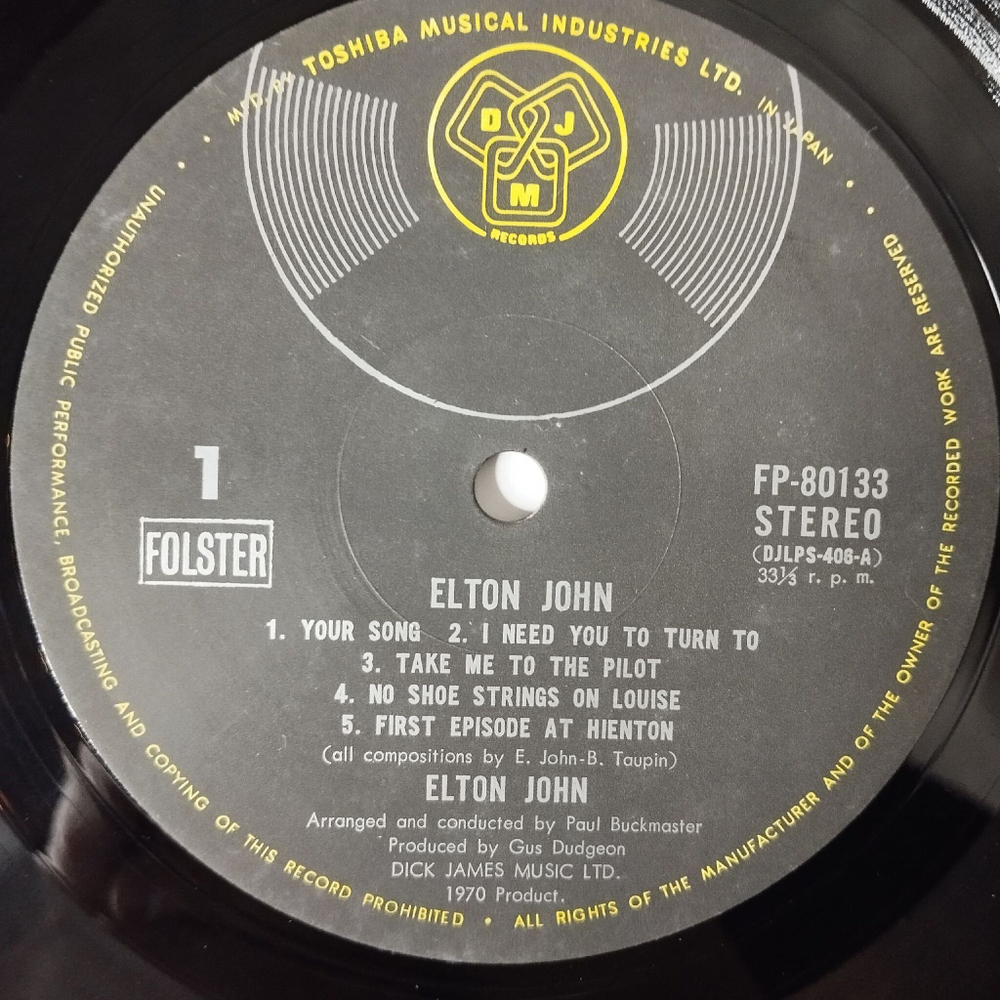 MFD. BY TOSHIBA MUSICAL INDUSTRIES LTD. IN JAPAN
D J
M
RECORDS
1
FOLSTER
FP-80133
STEREO
(DJLPS-406-A)
33⅓ r. p. m.
ELTON JOHN
1. YOUR SONG 2. I NEED YOU TO TURN TO
3. TAKE ME TO THE PILOT
4. NO SHOE STRINGS ON LOUISE
5. FIRST EPISODE AT HIENTON
(all compositions by E. John-B. Taupin)
ELTON JOHN
Arranged and conducted by Paul Buckmaster
Produced by Gus Dudgeon
DICK JAMES MUSIC LTD.
1970 Product.
UNAUTHORIZED PUBLIC PERFORMANCE, BROADCASTING AND COPYING OF THIS RECORD PROHIBITED • ALL RIGHTS OF THE MANUFACTURER AND OF THE OWNER OF THE RECORDED WORK ARE RESERVED